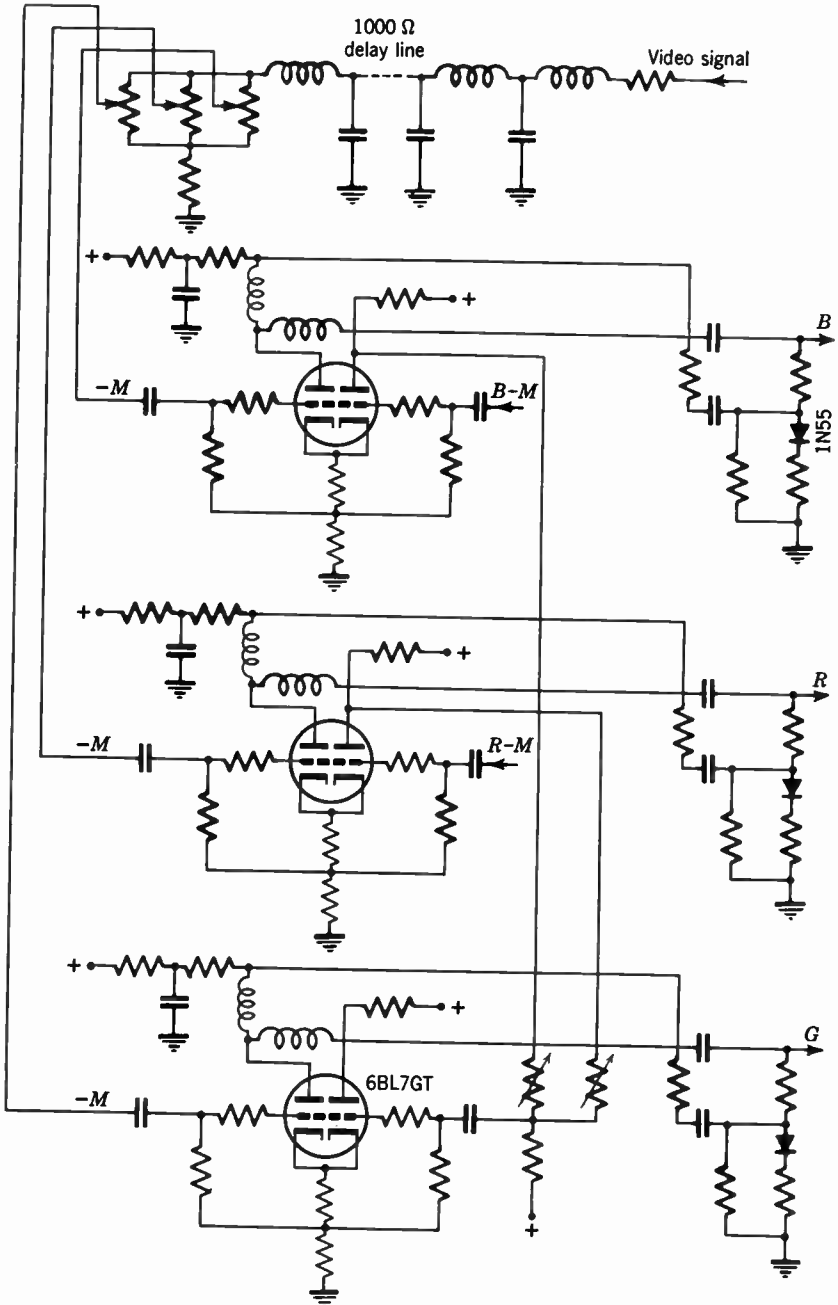 1000 Ω
delay line
Video signal
+
+
B
-M
B-M
1N55
+
+
R
-M
R-M
+
+
G
6BL7GT
-M
+